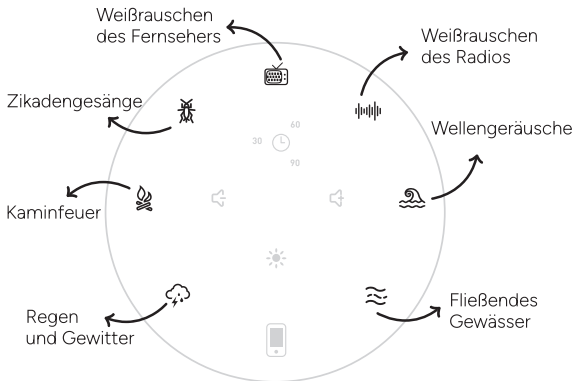 Weißrauschen
des Fernsehers
Weißrauschen
des Radios
Zikadengesänge
Wellengeräusche
60
30
90
Kaminfeuer
Fließendes
Gewässer
Regen
und Gewitter